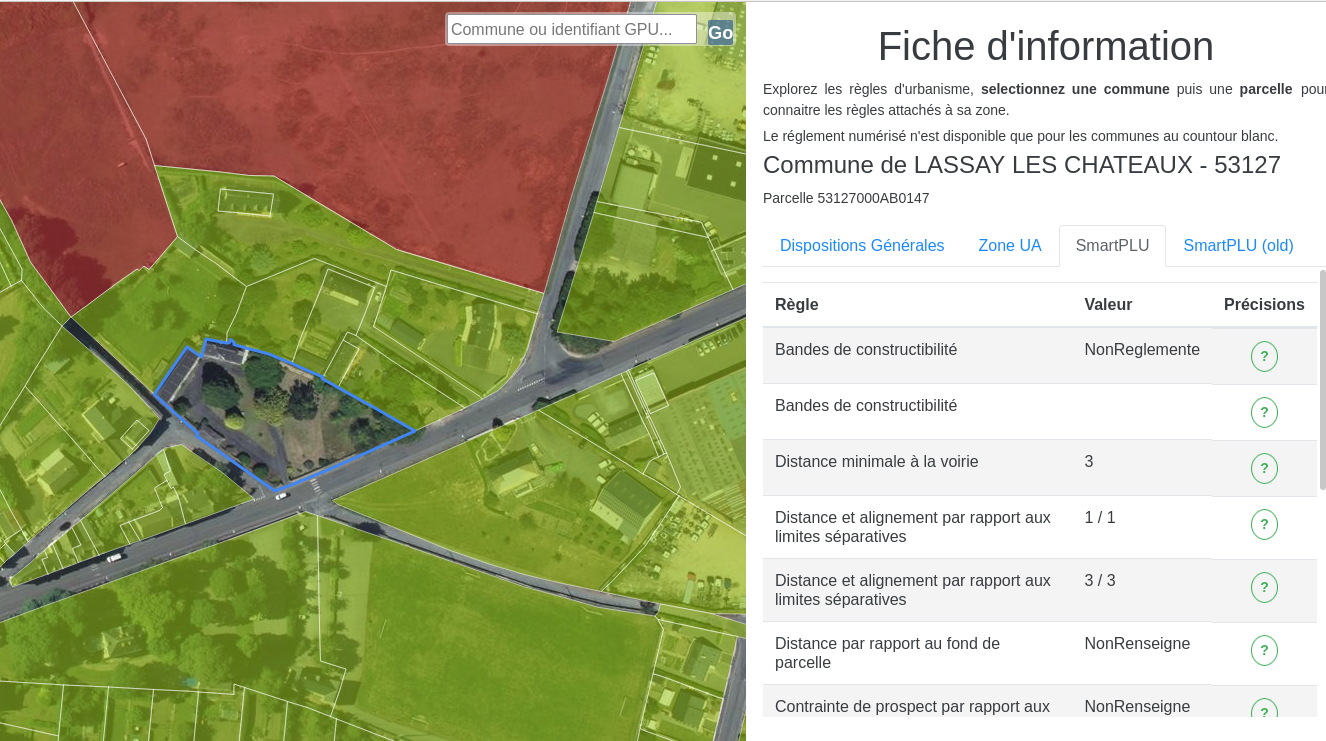 Commune ou identifiant GPU...
Go
Fiche d'information
Explorez les règles d'urbanisme, selectionnez une commune puis une parcelle pour
connaitre les règles attachés à sa zone.
Le réglement numérisé n'est disponible que pour les communes au countour blanc.
Commune de LASSAY LES CHATEAUX - 53127
Parcelle 53127000AB0147
Dispositions Générales
Zone UA
SmartPLU
SmartPLU (old)
Règle Valeur Précisions
Bandes de constructibilité NonReglemente ?
Bandes de constructibilité ?
Distance minimale à la voirie 3 ?
Distance et alignement par rapport aux 1 / 1 ?
limites séparatives
Distance et alignement par rapport aux 3 / 3 ?
limites séparatives
Distance par rapport au fond de NonRenseigne ?
parcelle
Contrainte de prospect par rapport aux NonRenseigne ?